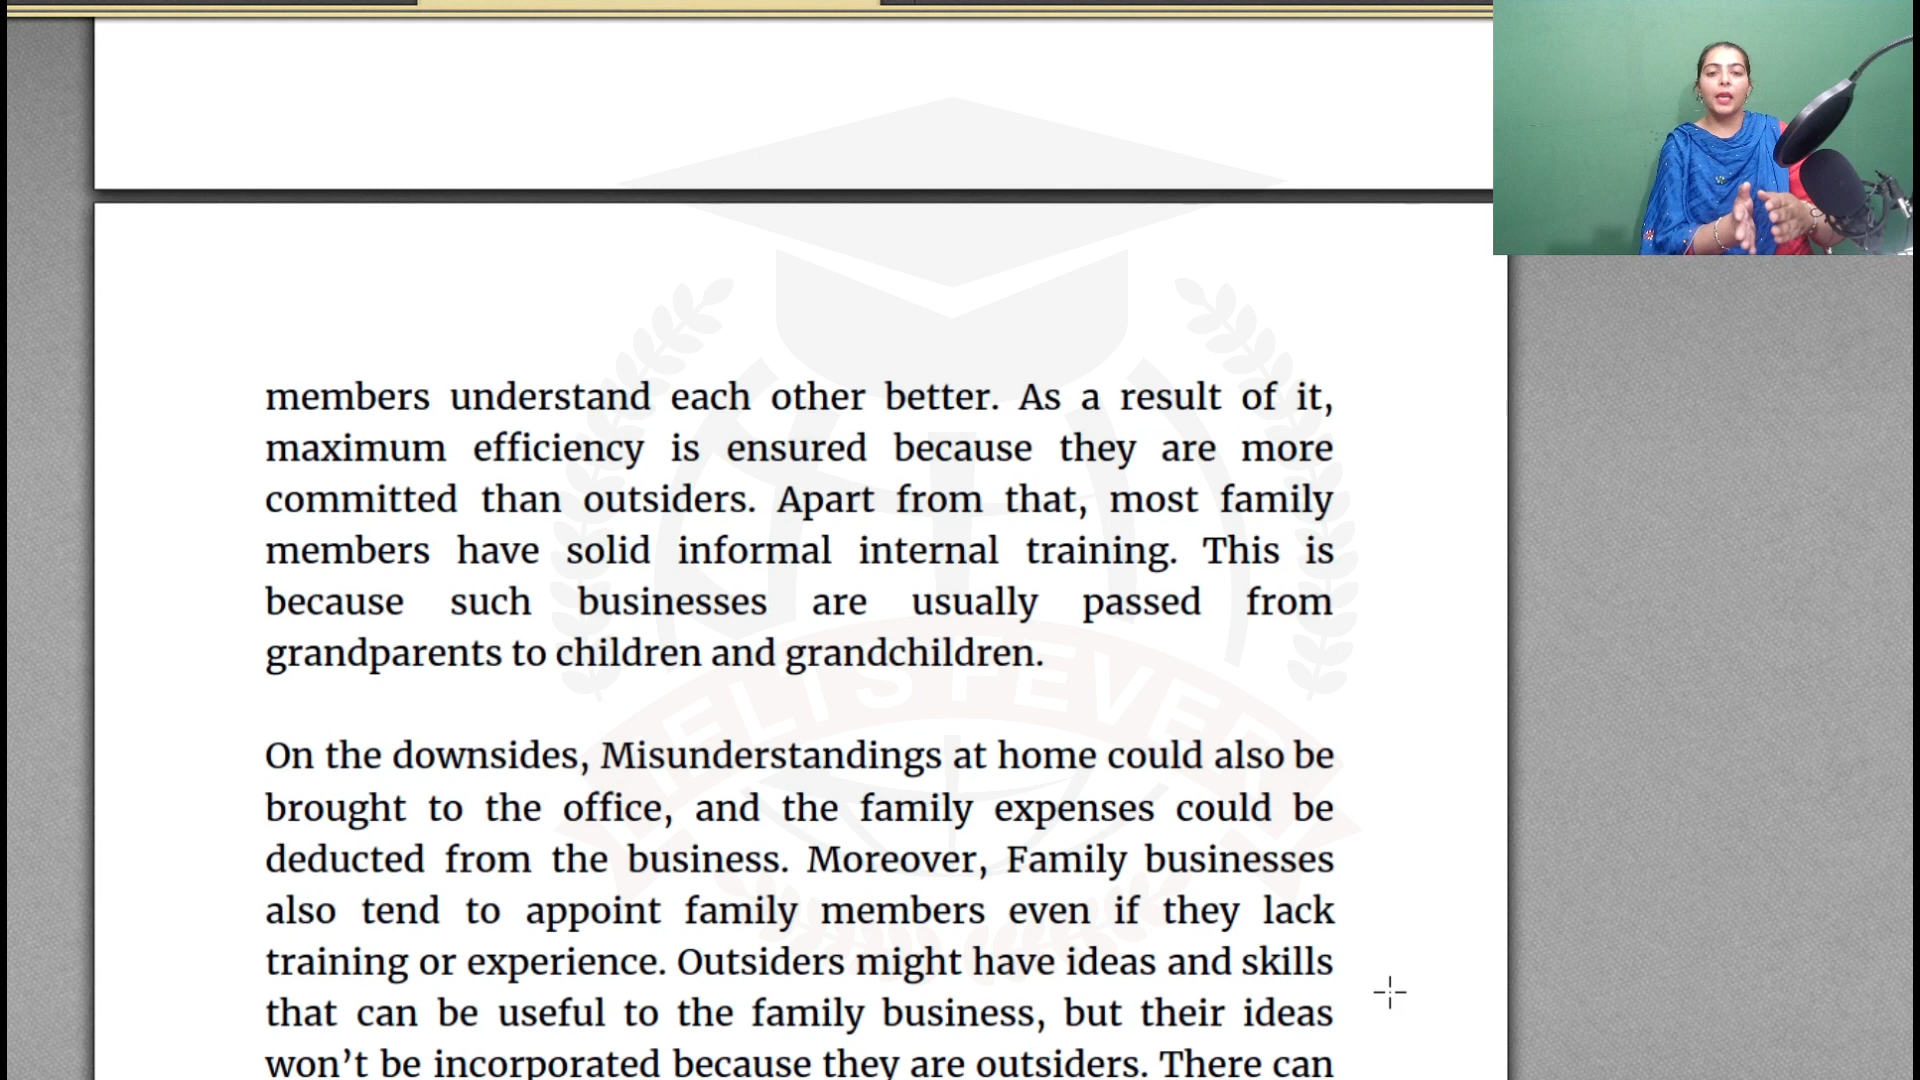 members understand each other better. As a result of it,
maximum efficiency is ensured because they are more
committed than outsiders. Apart from that, most family
members have solid informal internal training. This is
because such businesses are usually passed from
grandparents to children and grandchildren.
On the downsides, Misunderstandings at home could also be
brought to the office, and the family expenses could be
deducted from the business. Moreover, Family businesses
also tend to appoint family members even if they lack
training or experience. Outsiders might have ideas and skills
that can be useful to the family business, but their ideas
won’t be incorporated because they are outsiders. There can
IELTS FEVER